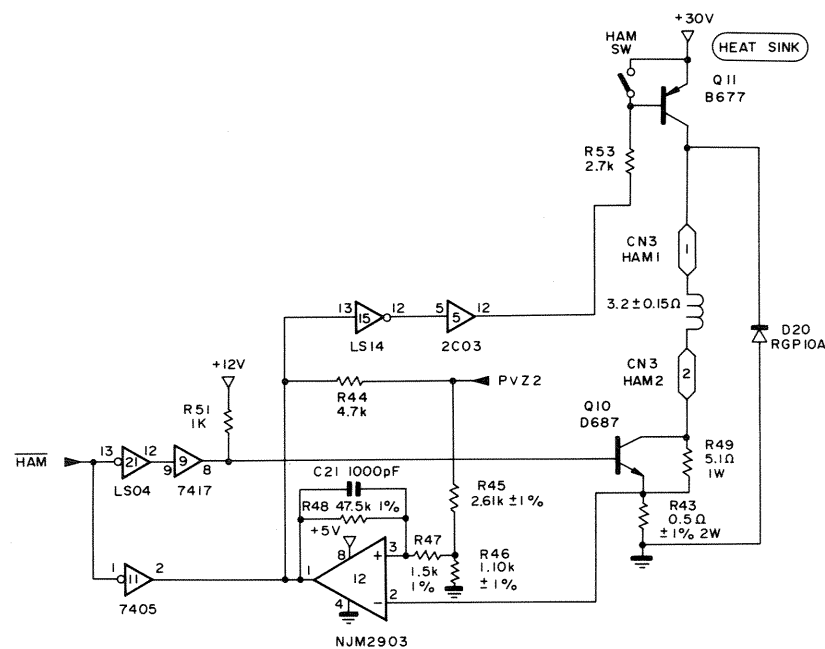 +30V
HAM
SW
HEAT SINK
Q11
B677
R53
2.7k
CN3
HAM1
1
3.2±0.15Ω
13
15
12
5
5
12
LS14
2C03
D20
RGP10A
+12V
CN3
HAM2
2
R44
4.7k
PVZ2
R51
1K
Q10
D687
HAM
13
21
12
9
9
8
LS04
7417
R49
5.1Ω
1W
C21 1000pF
R48 47.5k 1%
+5V
R45
2.61k ±1%
R43
0.5Ω
±1% 2W
8
3
R47
1.5k
1%
R46
1.10k
±1%
1
+
12
1
11
2
4
−
2
7405
NJM2903